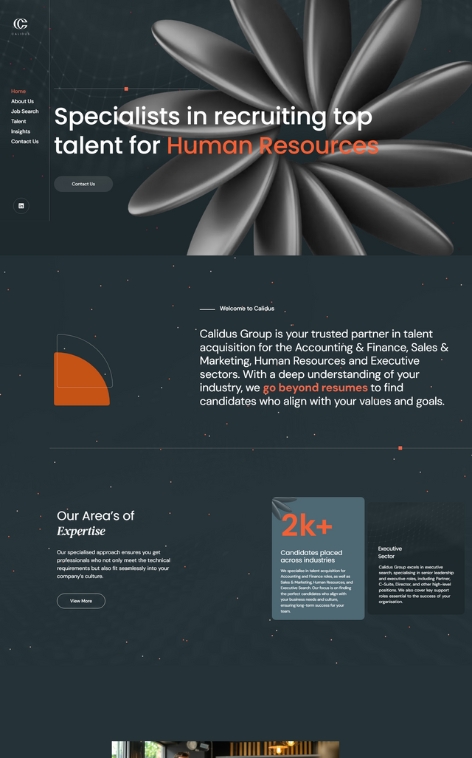 CALIDUS
Home
About Us
Job Search
Talent
Insights
Contact Us
Specialists in recruiting top
talent for Human Resources
Contact Us
Welcome to Calidus
Calidus Group is your trusted partner in talent
acquisition for the Accounting & Finance, Sales &
Marketing, Human Resources and Executive
sectors. With a deep understanding of your
industry, we go beyond resumes to find
candidates who align with your values and goals.
Our Area's of
Expertise
Our specialised approach ensures you get
professionals who not only meet the technical
requirements but also fit seamlessly into your
company's culture.
View More
2k+
Candidates placed
across industries
We specialise in talent acquisition for
Accounting and Finance roles, as well as
Sales & Marketing, Human Resources, and
Executive Search. Our focus is on finding
the perfect candidates who align with
your business needs and culture,
ensuring long-term success for your
team.
Executive
Sector
Calidus Group excels in executive
search, specialising in senior leadership
and executive roles, including Partner,
C-Suite, Director, and other high-level
positions. We also cover key support
roles essential to the success of your
organization.